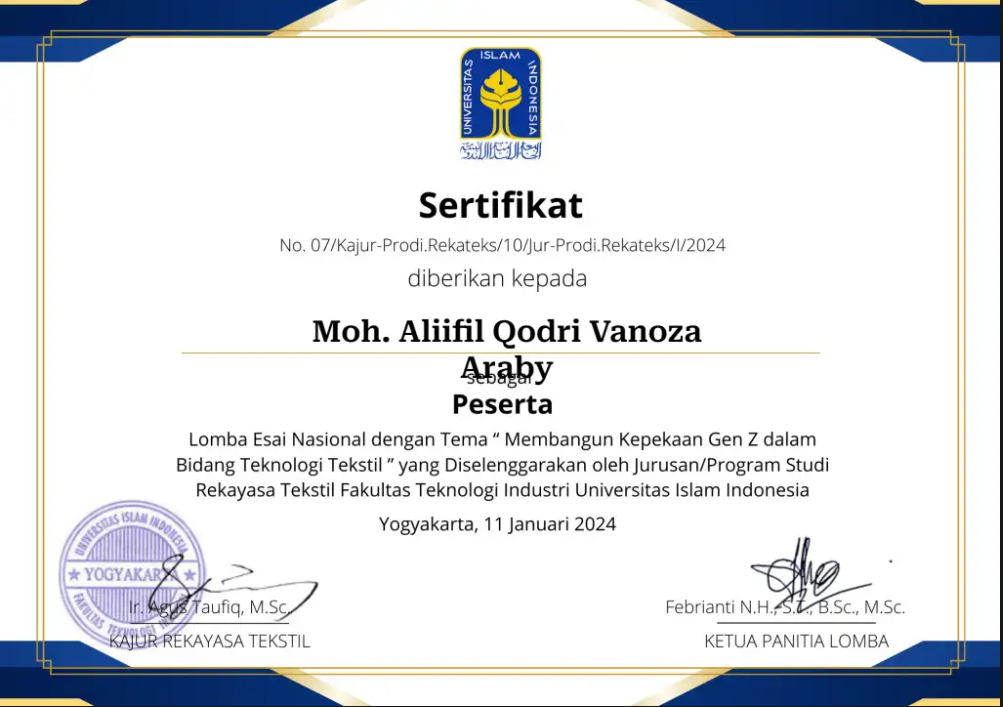 UNIVERSITAS ISLAM INDONESIA
Sertifikat
No. 07/Kajur-Prodi.Rekateks/10/Jur-Prodi.Rekateks/I/2024
diberikan kepada
Moh. Aliifil Qodri Vanoza
Araby
sebagai
Peserta
Lomba Esai Nasional dengan Tema “ Membangun Kepekaan Gen Z dalam
Bidang Teknologi Tekstil ” yang Diselenggarakan oleh Jurusan/Program Studi
Rekayasa Tekstil Fakultas Teknologi Industri Universitas Islam Indonesia
Yogyakarta, 11 Januari 2024
UNIVERSITAS ISLAM INDONESIA
YOGYAKARTA
FAKULTAS TEKNOLOGI
Ir. Agus Taufiq, M.Sc.
KAJUR REKAYASA TEKSTIL
Febrianti N.H., S.T., B.Sc., M.Sc.
KETUA PANITIA LOMBA